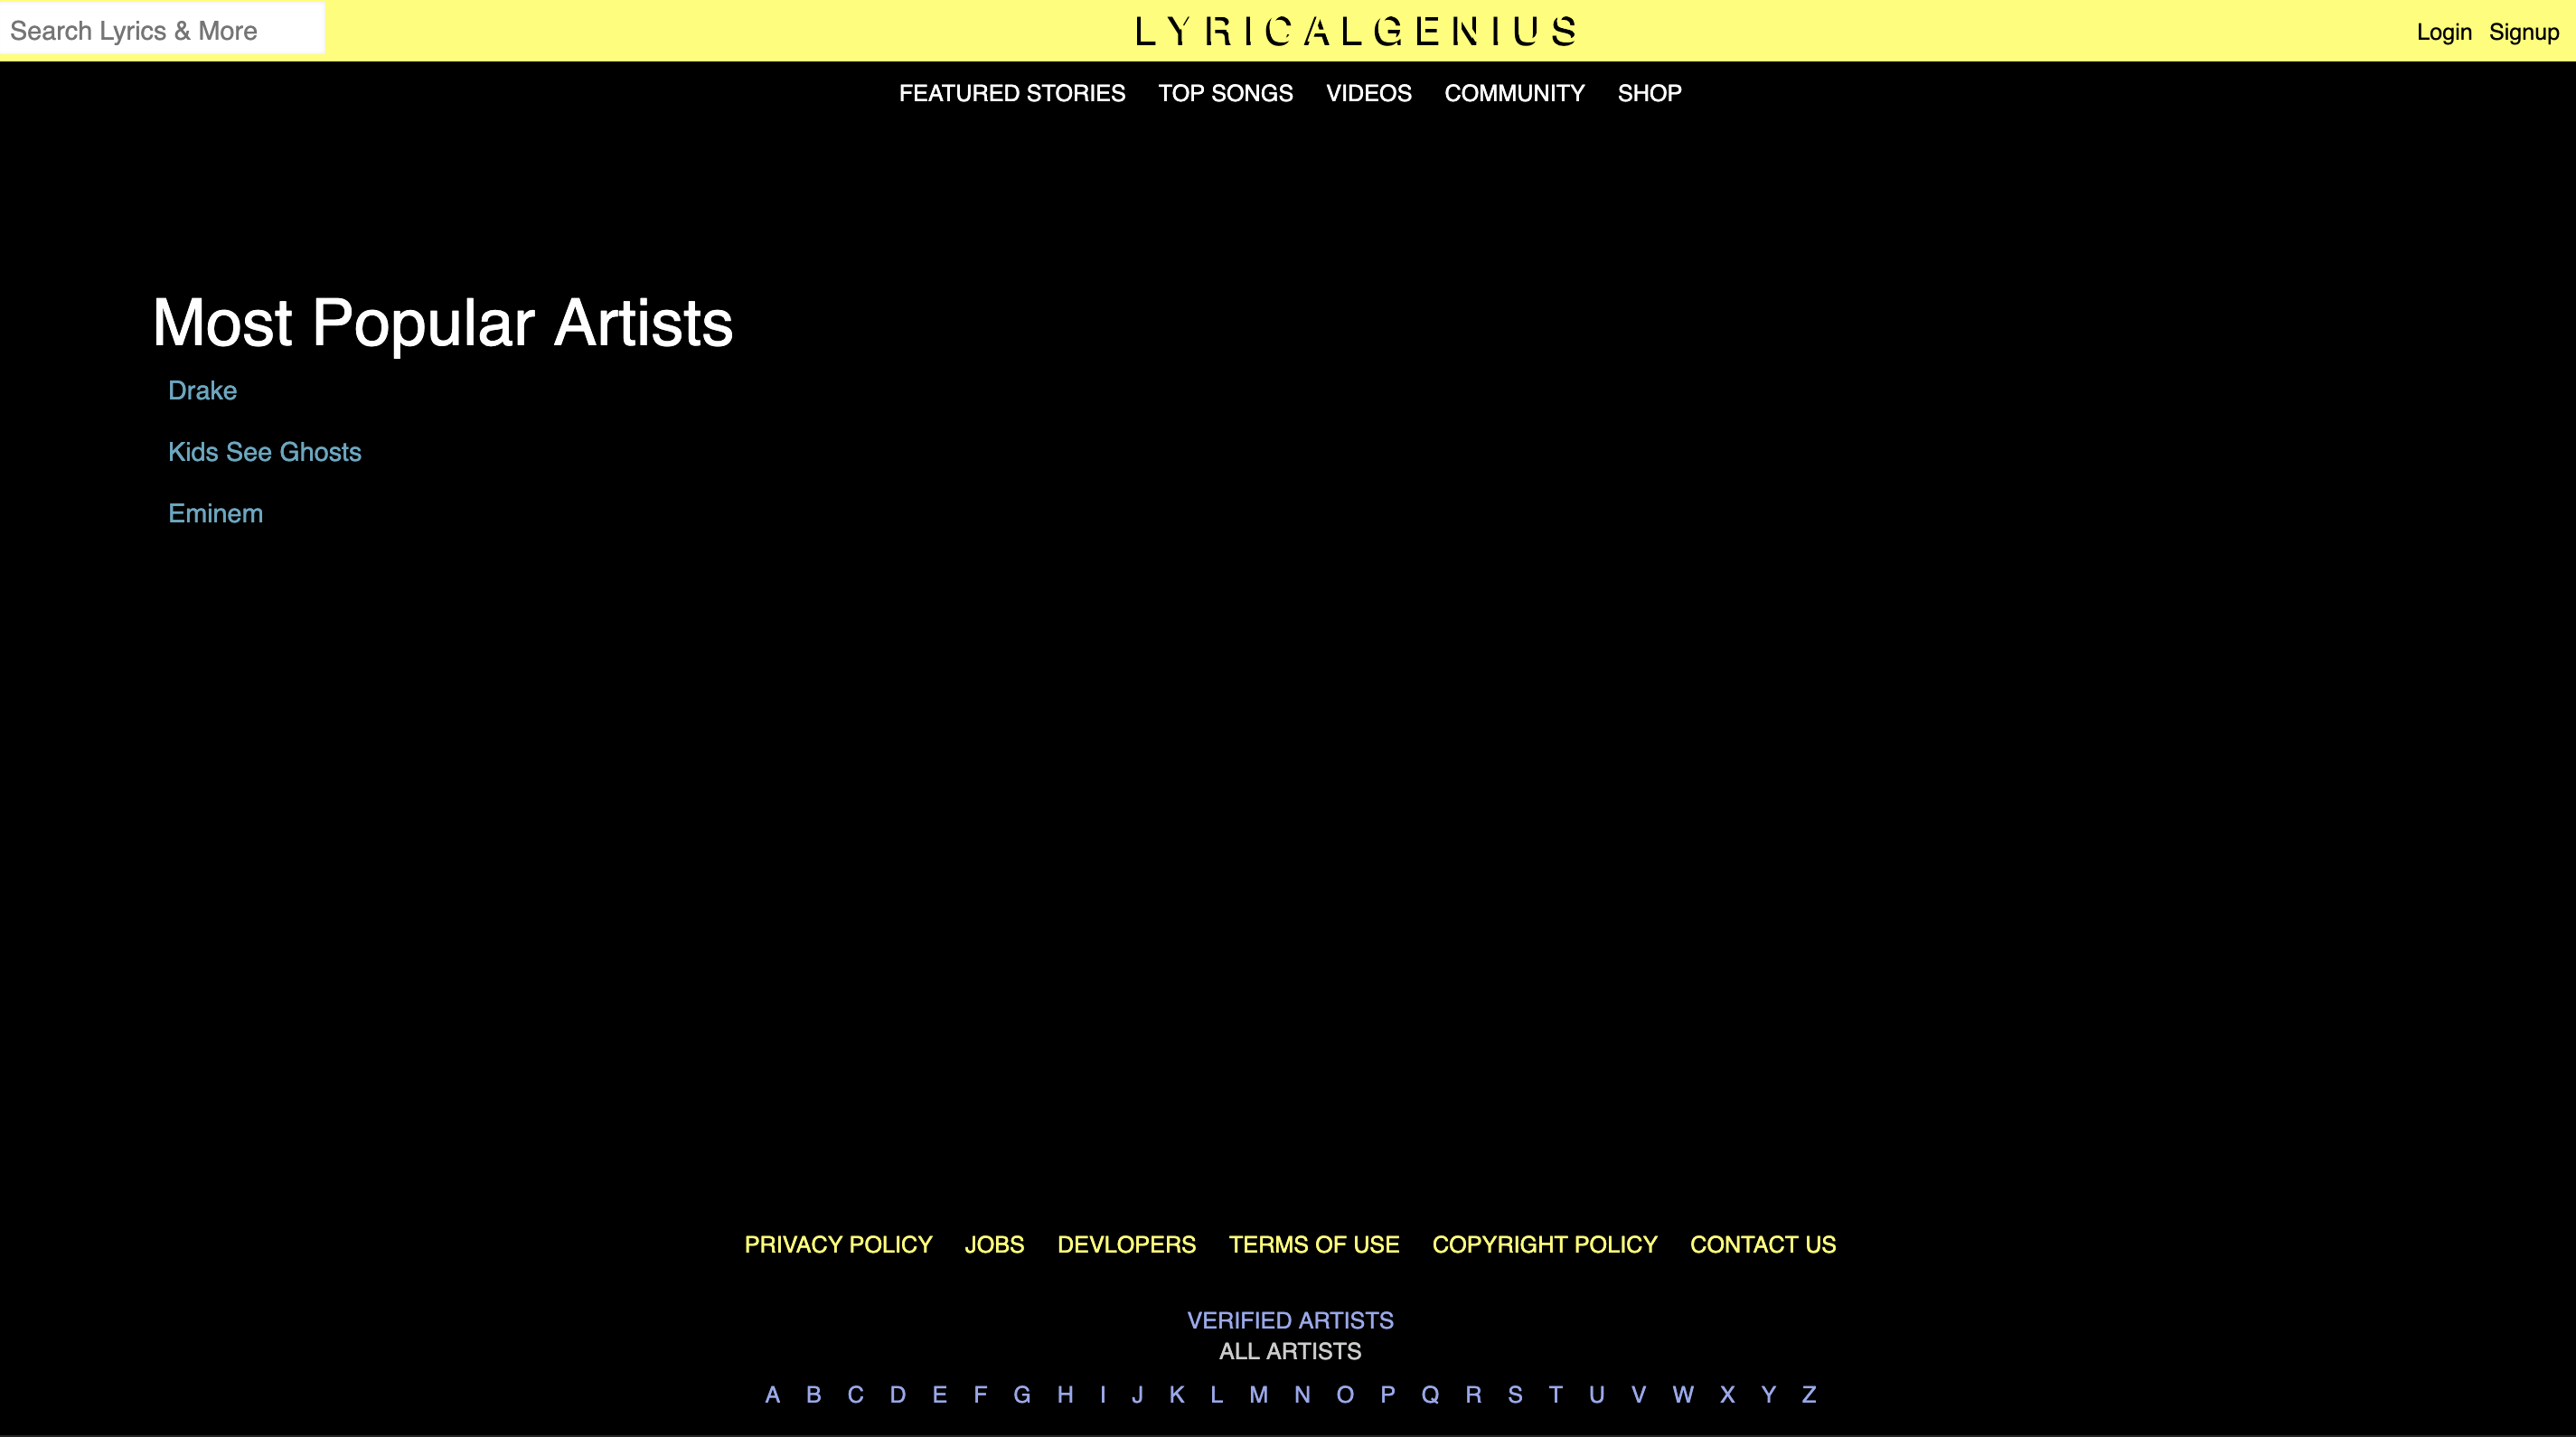 Search Lyrics & More
LYRICALGENIUS
Login Signup
FEATURED STORIES TOP SONGS VIDEOS COMMUNITY SHOP
Most Popular Artists
Drake
Kids See Ghosts
Eminem
PRIVACY POLICY JOBS DEVLOPERS TERMS OF USE COPYRIGHT POLICY CONTACT US
VERIFIED ARTISTS
ALL ARTISTS
A B C D E F G H I J K L M N O P Q R S T U V W X Y Z